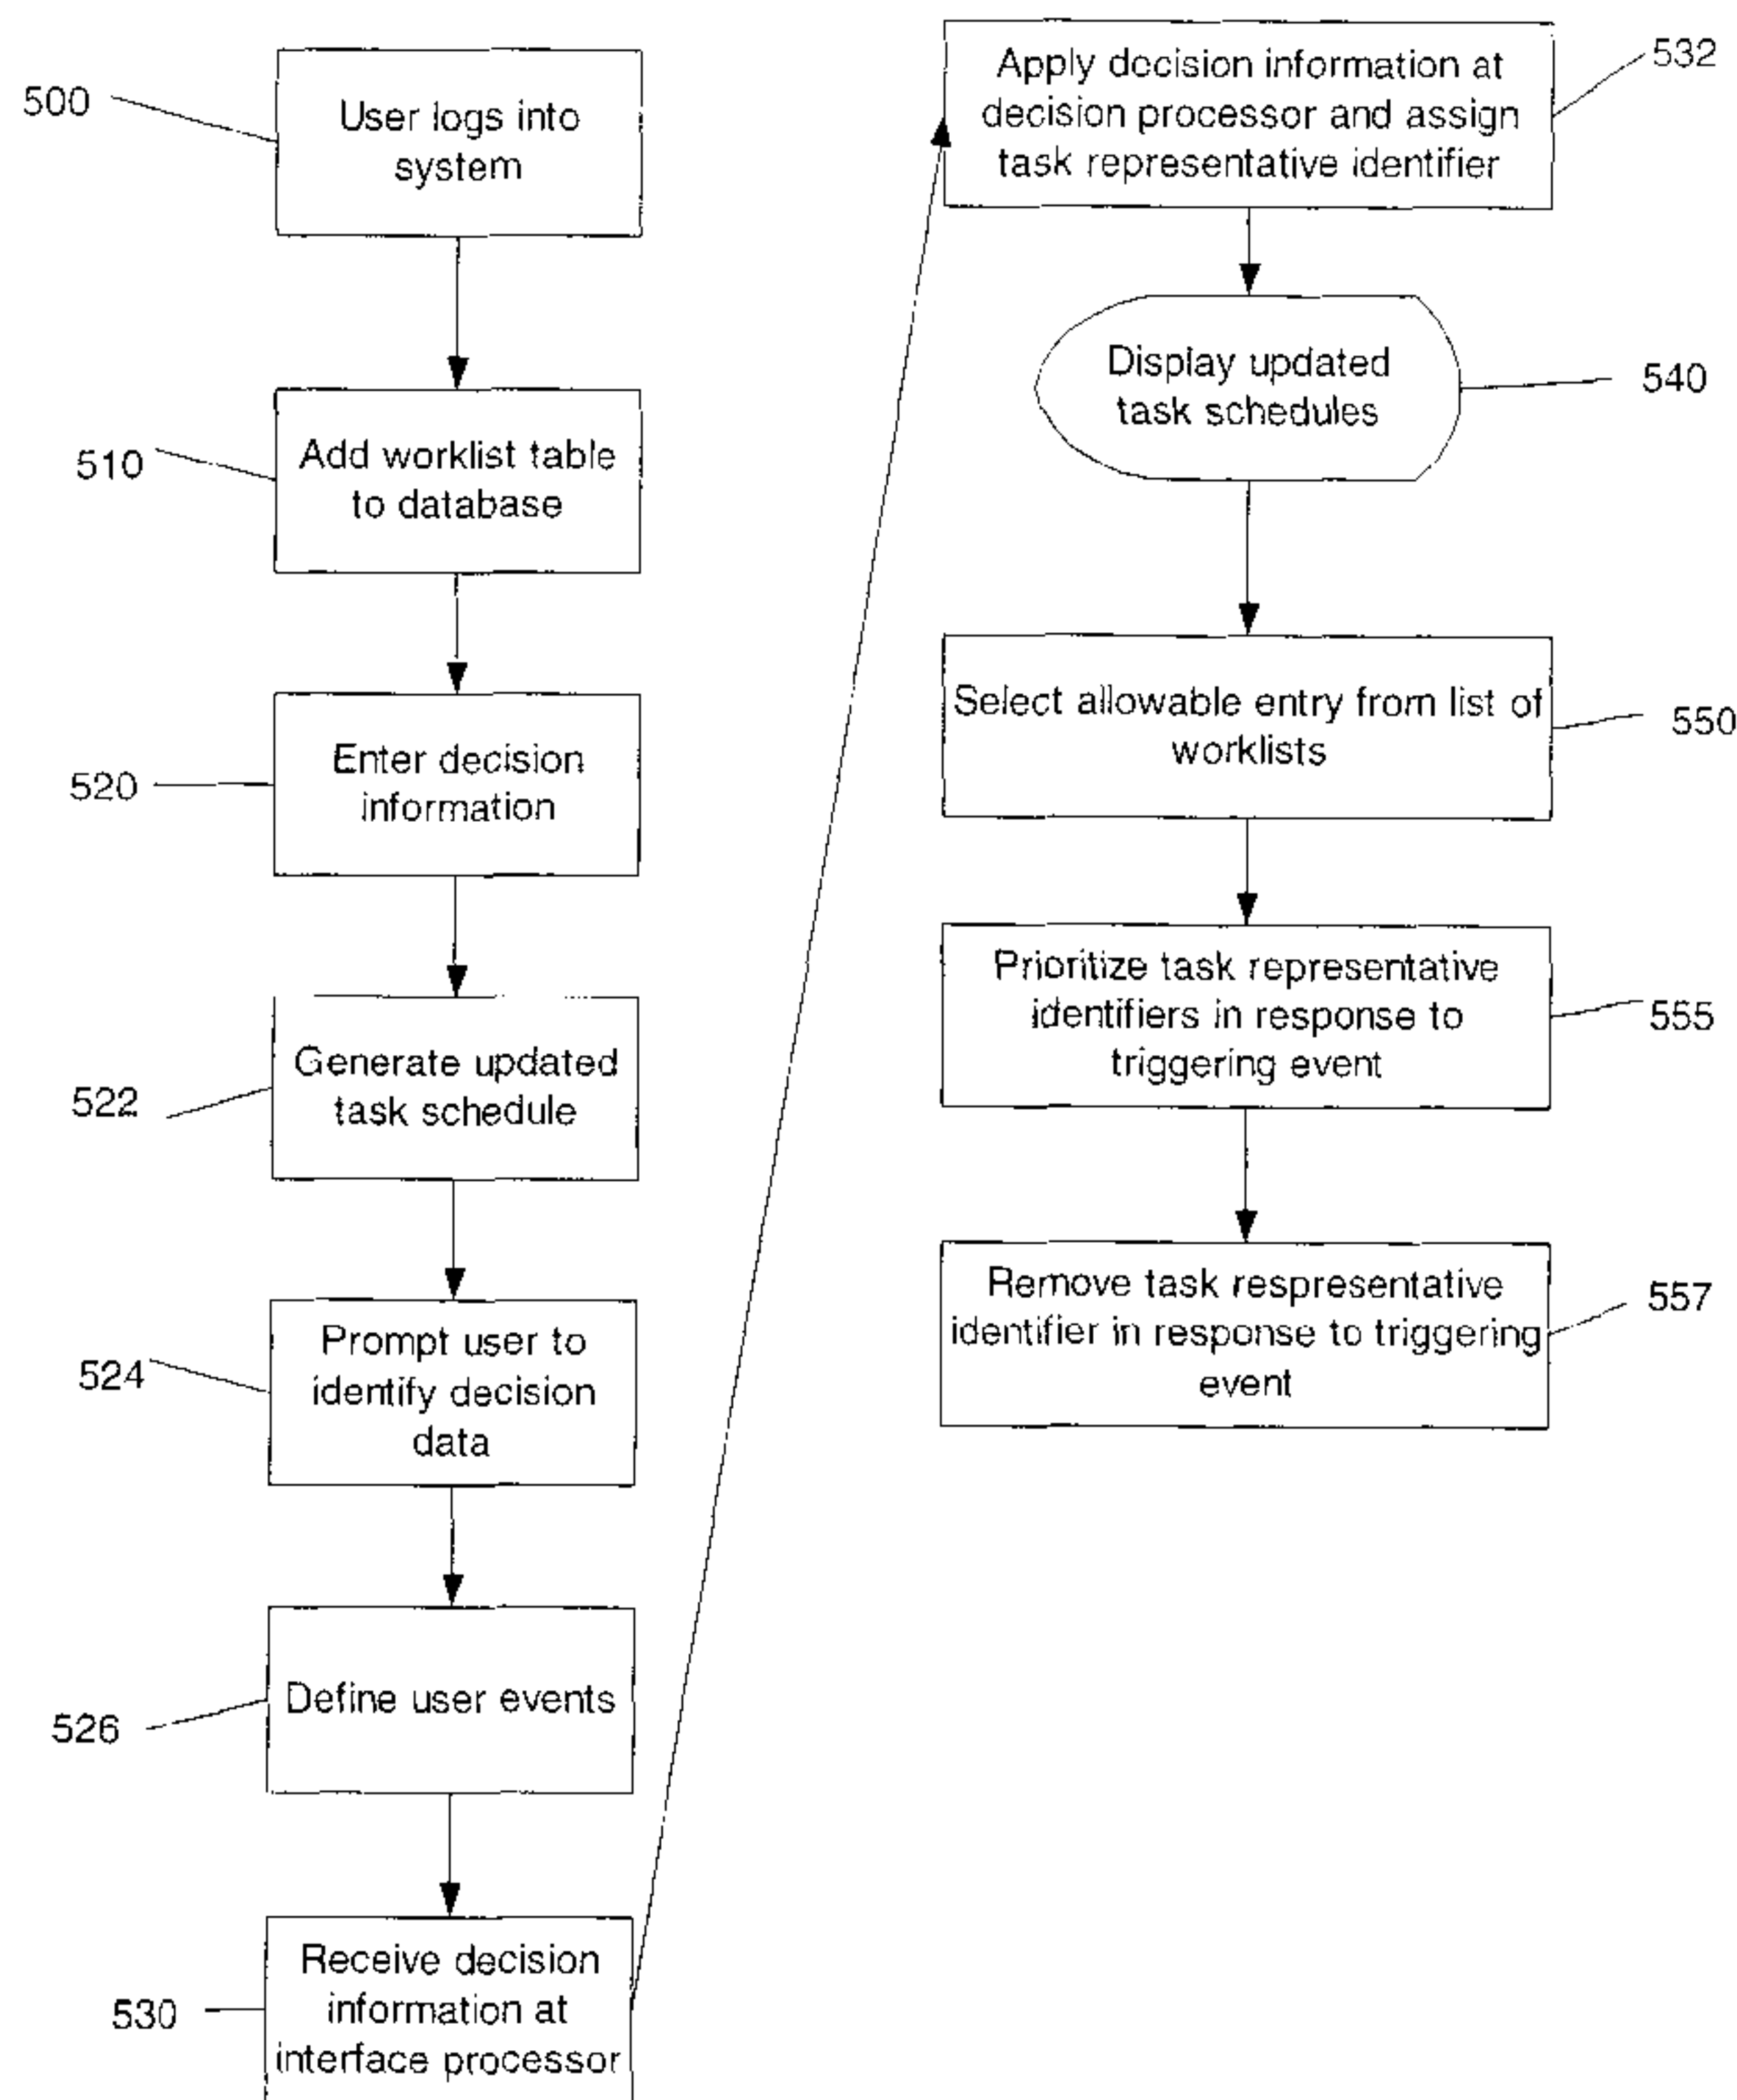 500
User logs into
system
510
Add worklist table
to database
520
Enter decision
information
522
Generate updated
task schedule
524
Prompt user to
identify decision
data
526
Define user events
530
Receive decision
information at
interface processor
Apply decision information at
decision processor and assign
task representative identifier
532
Display updated
task schedules
540
Select allowable entry from list of
worklists
550
Prioritize task representative
identifiers in response to
triggering event
555
Remove task respresentative
identifier in response to triggering
event
557